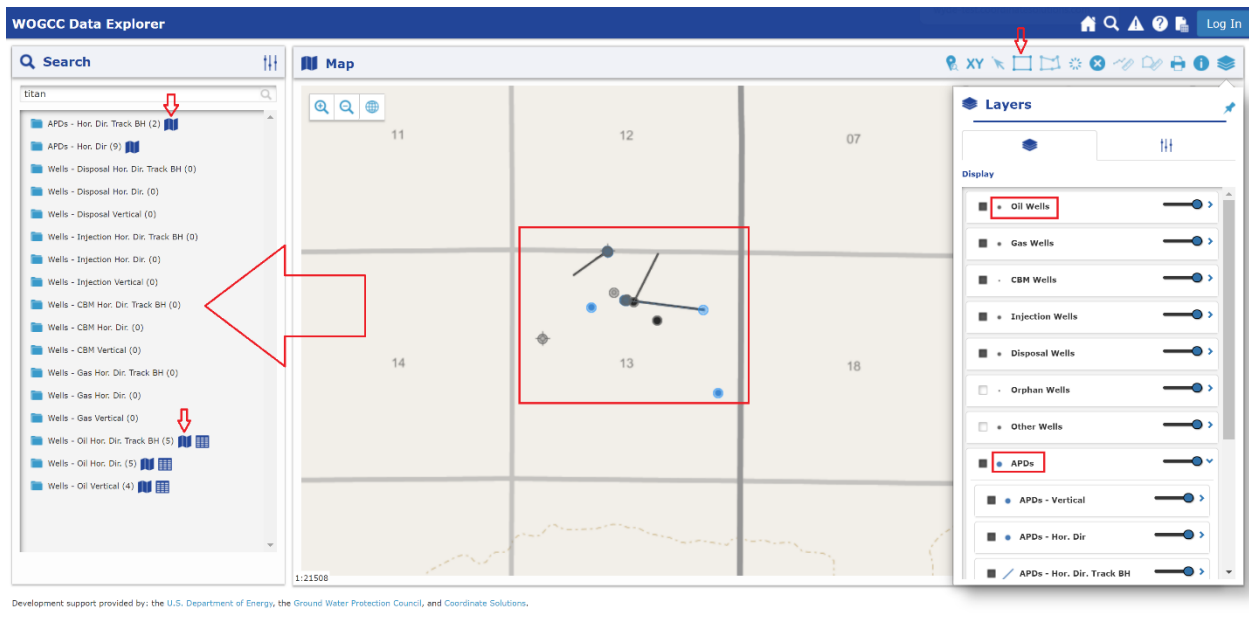 WOGCC Data Explorer
Log In
Search
titan
APDs - Hor. Dir. Track BH (2)
APDs - Hor. Dir (9)
Wells - Disposal Hor. Dir. Track BH (0)
Wells - Disposal Hor. Dir. (0)
Wells - Disposal Vertical (0)
Wells - Injection Hor. Dir. Track BH (0)
Wells - Injection Hor. Dir. (0)
Wells - Injection Vertical (0)
Wells - CBM Hor. Dir. Track BH (0)
Wells - CBM Hor. Dir. (0)
Wells - CBM Vertical (0)
Wells - Gas Hor. Dir. Track BH (0)
Wells - Gas Hor. Dir. (0)
Wells - Gas Vertical (0)
Wells - Oil Hor. Dir. Track BH (5)
Wells - Oil Hor. Dir. (5)
Wells - Oil Vertical (4)
Map
XY
11
12
07
14
13
18
1:21508
Layers
Display
Oil Wells
Gas Wells
CBM Wells
Injection Wells
Disposal Wells
Orphan Wells
Other Wells
APDs
APDs - Vertical
APDs - Hor. Dir
APDs - Hor. Dir. Track BH
Development support provided by: the U.S. Department of Energy, the Ground Water Protection Council, and Coordinate Solutions.